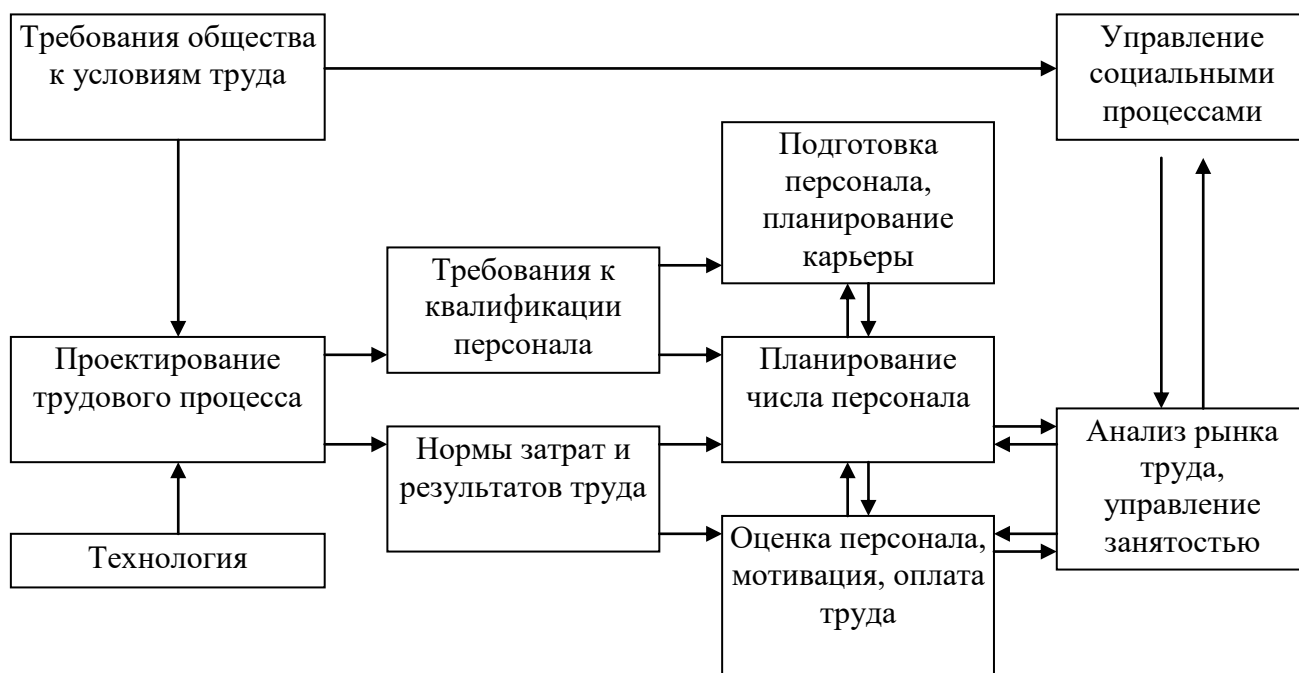 Требования общества
к условиям труда
Управление
социальными
процессами
Подготовка
персонала,
планирование
карьеры
Требования к
квалификации
персонала
Проектирование
трудового процесса
Планирование
числа персонала
Нормы затрат и
результатов труда
Анализ рынка
труда,
управление
занятостью
Технология
Оценка персонала,
мотивация, оплата
труда